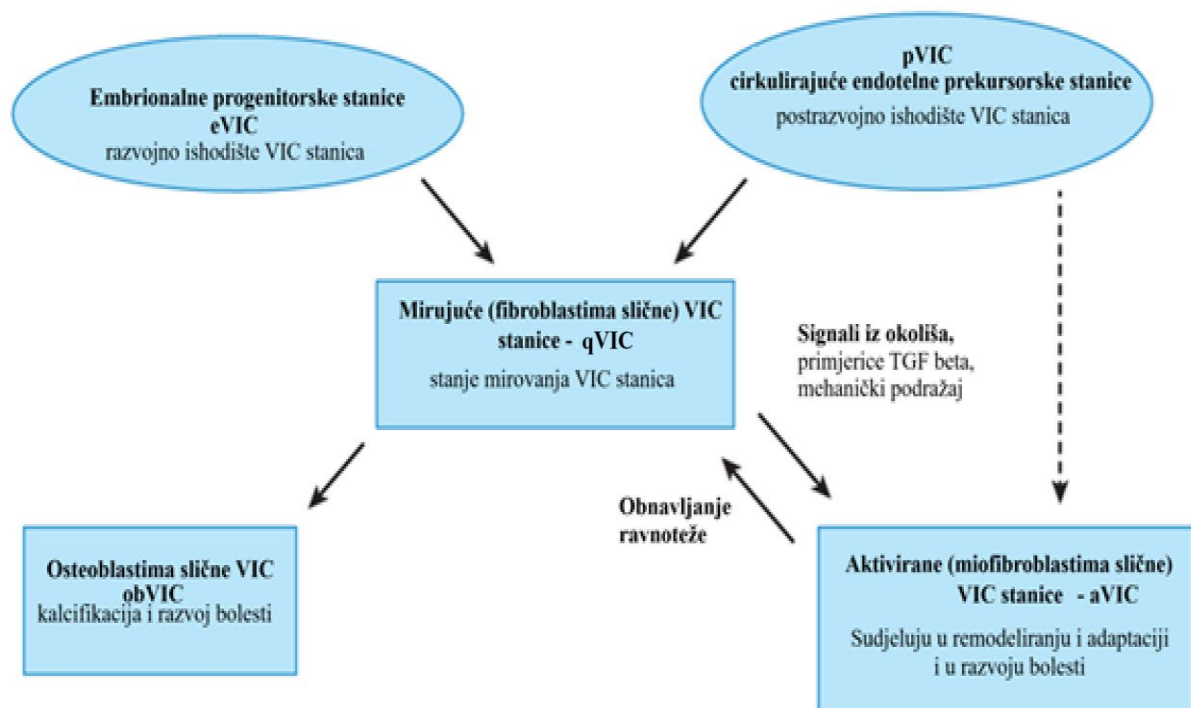 Embrionalne progenitorske stanice
eVIC
razvojno ishodište VIC stanica
pVIC
cirkulirajuće endotelne prekursorske stanice
postrazvojno ishodište VIC stanica
Mirujuće (fibroblastima slične) VIC
stanice - qVIC
stanje mirovanja VIC stanica
Signali iz okoliša,
primjerice TGF beta,
mehanički podražaj
Obnavljanje
ravnoteže
Osteoblastima slične VIC
obVIC
kalcifikacija i razvoj bolesti
Aktivirane (miofibroblastima slične)
VIC stanice - aVIC
Sudjeluju u remodeliranju i adaptaciji
i u razvoju bolesti